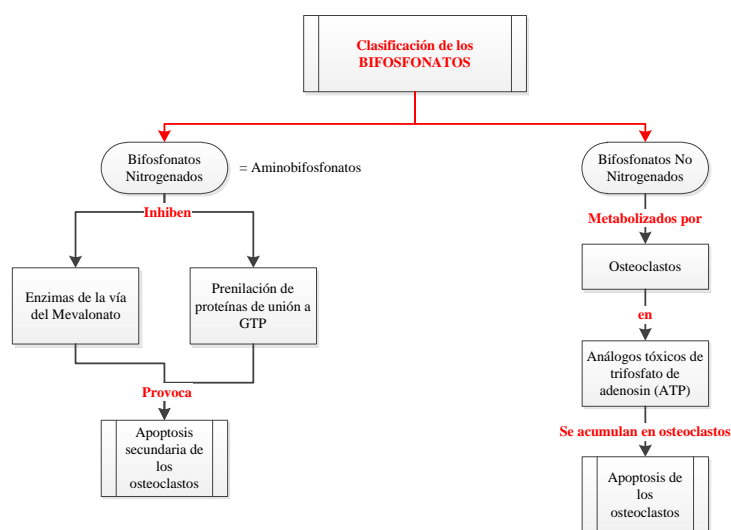 Clasificación de los
BIFOSFONATOS
Bifosfonatos
Nitrogenados
= Aminobifosfonatos
Inhiben
Enzimas de la vía
del Mevalonato
Prenilación de
proteínas de unión a
GTP
Provoca
Apoptosis
secundaria de
los
osteoclastos
Bifosfonatos No
Nitrogenados
Metabolizados por
Osteoclastos
en
Análogos tóxicos de
trifosfato de
adenosin (ATP)
Se acumulan en osteoclastos
Apoptosis de
los
osteoclastos